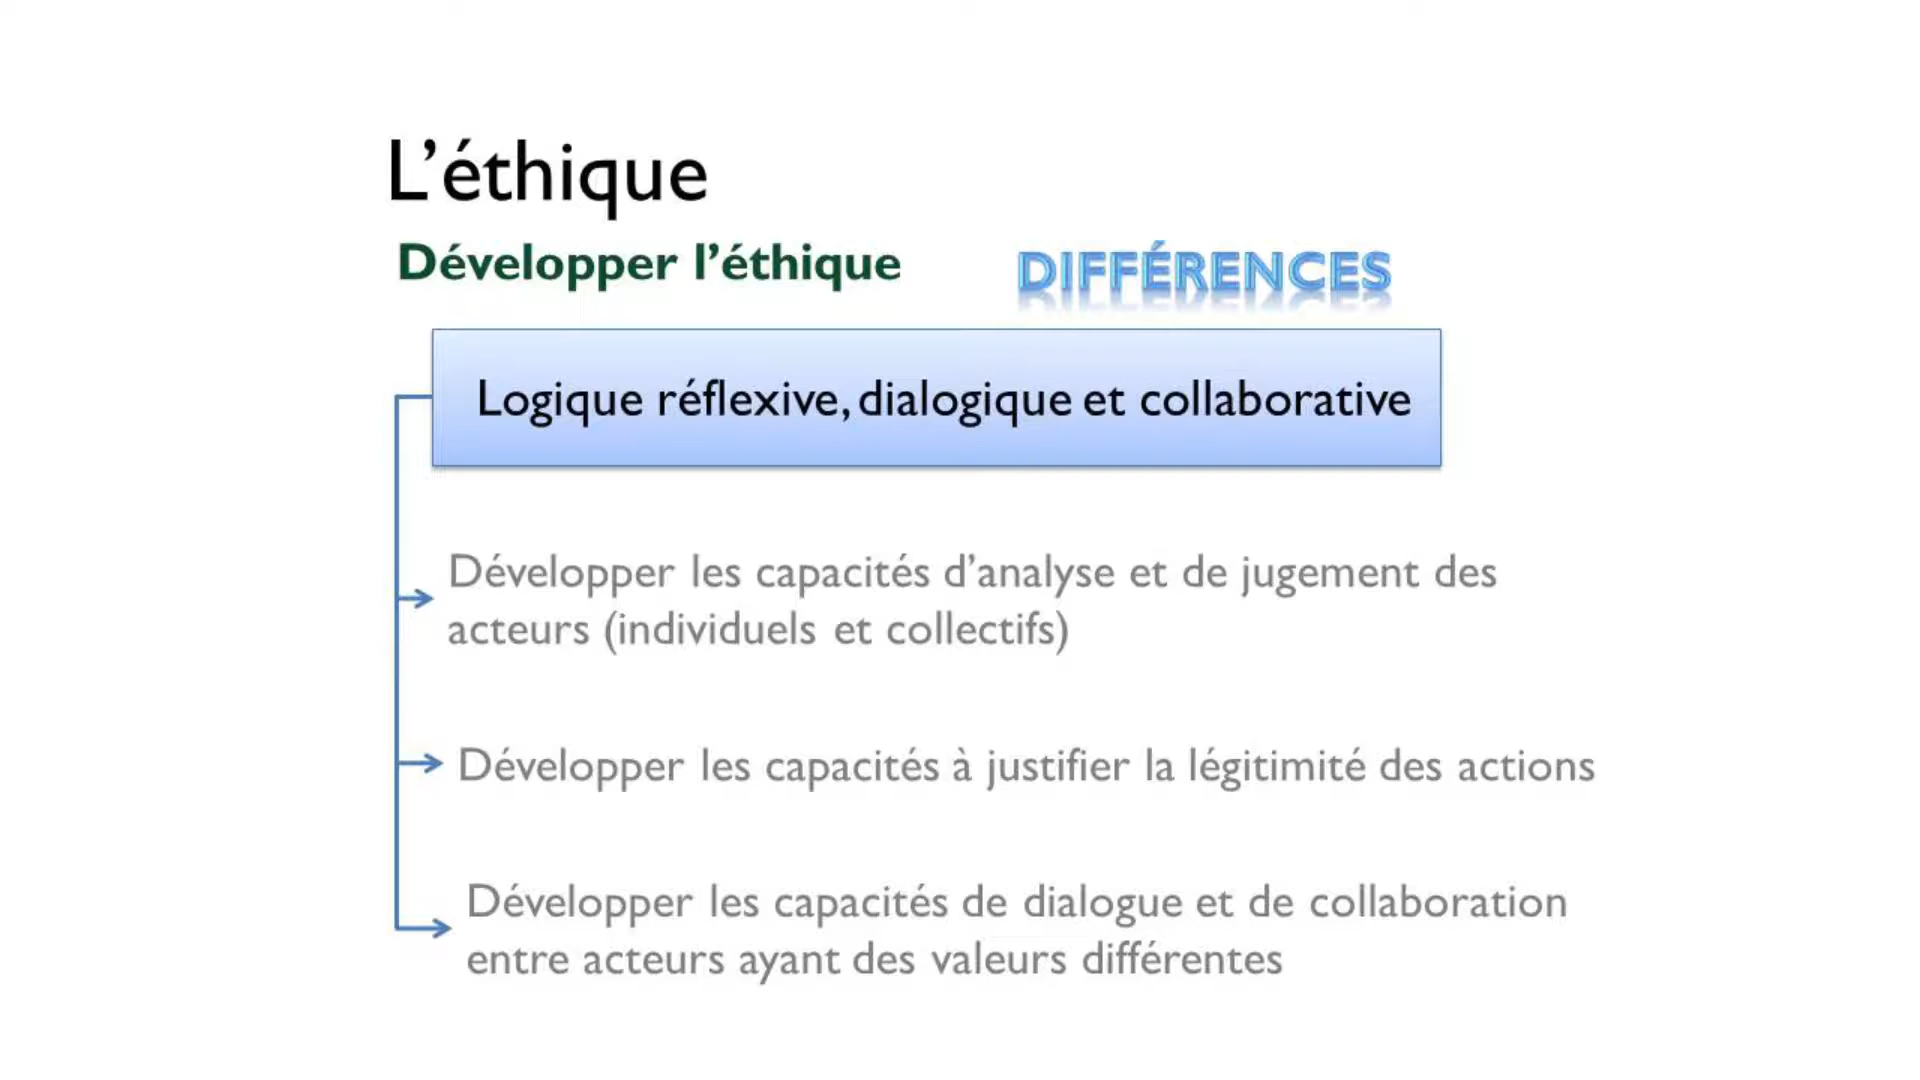 L’éthique
Développer l’éthique
DIFFÉRENCES
Logique réflexive, dialogique et collaborative
Développer les capacités d’analyse et de jugement des
acteurs (individuels et collectifs)
Développer les capacités à justifier la légitimité des actions
Développer les capacités de dialogue et de collaboration
entre acteurs ayant des valeurs différentes